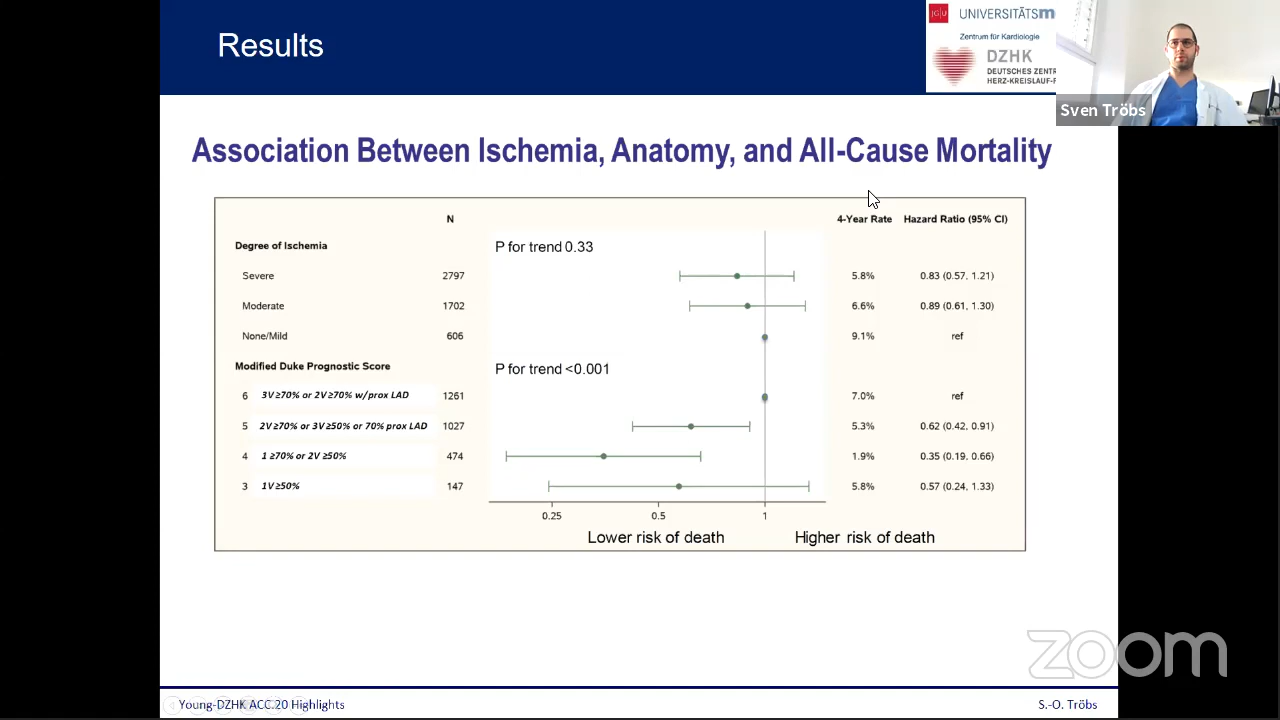 Results
JGU UNIVERSITÄTSm
Zentrum für Kardiologie
DZHK
DEUTSCHES ZENTR
HERZ-KREISLAUF-F
Sven Tröbs
Association Between Ischemia, Anatomy, and All-Cause Mortality
N 4-Year Rate Hazard Ratio (95% CI)
Degree of Ischemia P for trend 0.33
Severe 2797 5.8% 0.83 (0.57, 1.21)
Moderate 1702 6.6% 0.89 (0.61, 1.30)
None/Mild 606 9.1% ref
Modified Duke Prognostic Score P for trend <0.001
6 3V ≥70% or 2V ≥70% w/prox LAD 1261 7.0% ref
5 2V ≥70% or 3V ≥50% or 70% prox LAD 1027 5.3% 0.62 (0.42, 0.91)
4 1 ≥70% or 2V ≥50% 474 1.9% 0.35 (0.19, 0.66)
3 1V ≥50% 147 5.8% 0.57 (0.24, 1.33)
0.25 0.5 1
Lower risk of death Higher risk of death
zoom
Young-DZHK ACC.20 Highlights S.-O. Tröbs